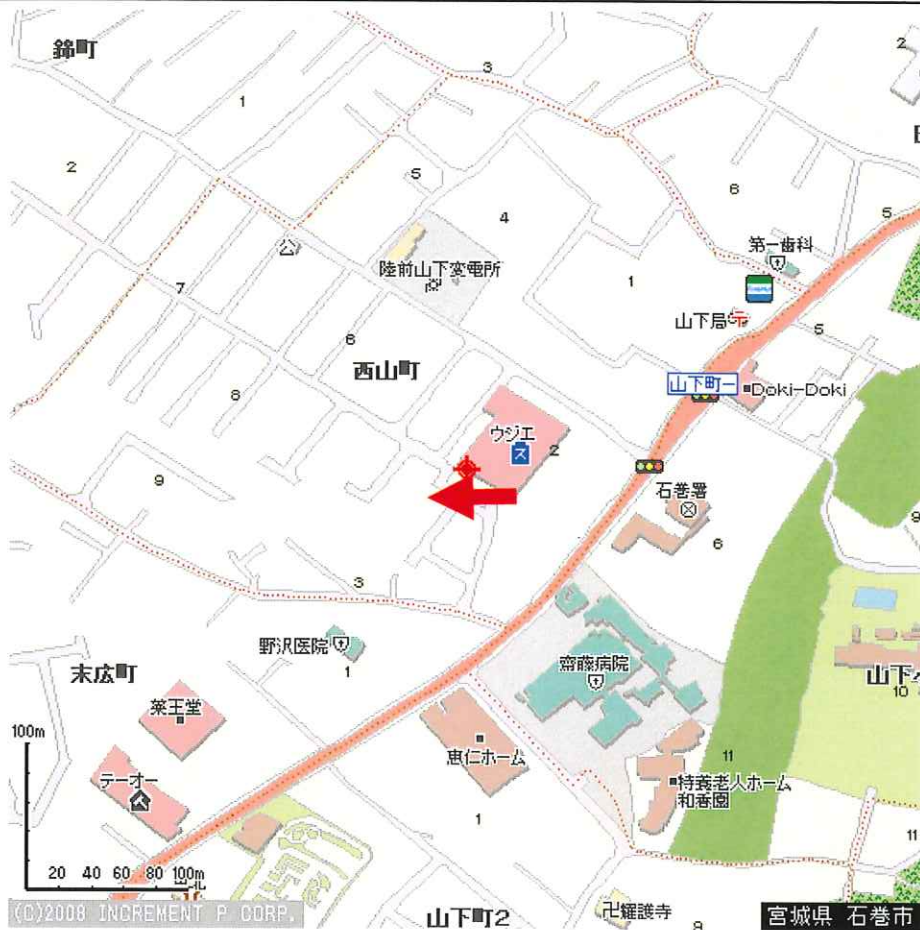 錦町
3
2
1
2
5
4
6
5
第一歯科
公
陸前山下変電所
1
7
山下局
5
6
西山町
山下町一
Doki-Doki
8
ウジエ
ス
2
9
石巻署
6
9
3
野沢医院
1
齋藤病院
末広町
山下
10
薬王堂
100m
恵仁ホーム
11
テーオー
特養老人ホーム
和香園
1
11
20 40 60 80 100m
(C)2008 INCREMENT P CORP.
山下町2
9
宮城県 石巻市